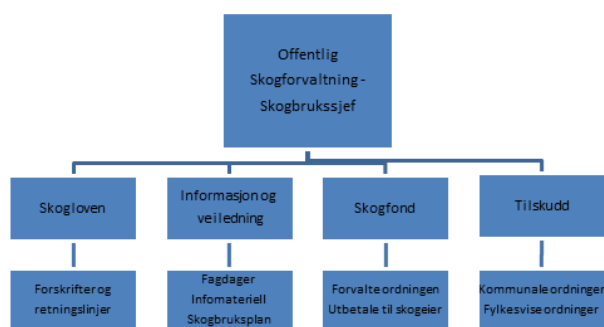 Offentlig
Skogforvaltning -
Skogbrukssjef
Skogloven
Informasjon og
veiledning
Skogfond
Tilskudd
Forskrifter og
retningslinjer
Fagdager
Infomateriell
Skogbruksplan
Forvalte ordningen
Utbetale til skogeier
Kommunale ordninger
Fylkesvise ordninger